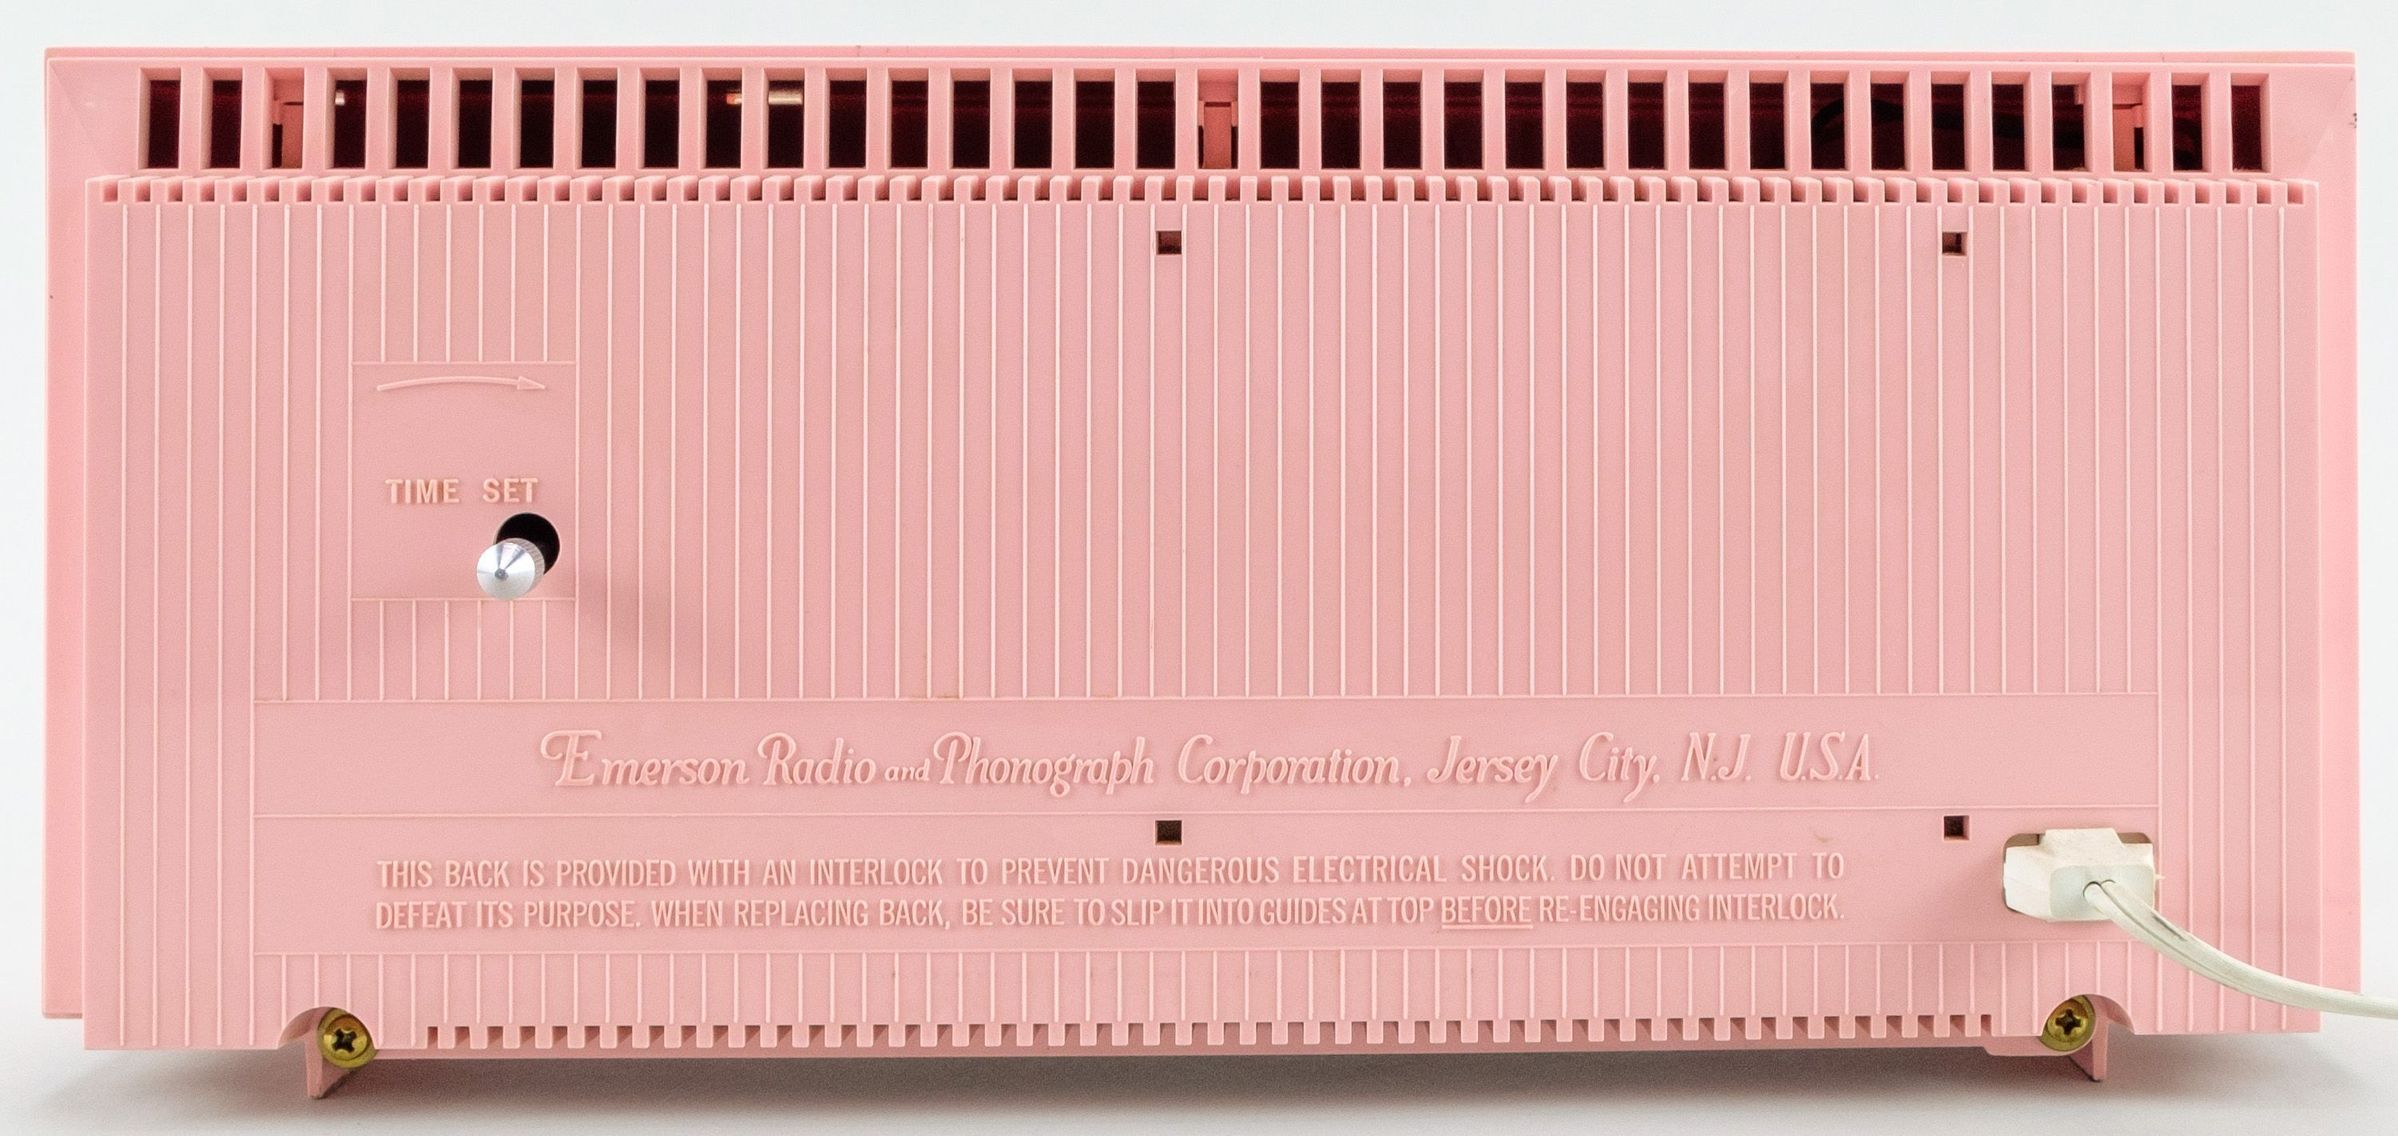 TIME SET
Emerson Radio and Phonograph Corporation, Jersey City, N.J. U.S.A.
THIS BACK IS PROVIDED WITH AN INTERLOCK TO PREVENT DANGEROUS ELECTRICAL SHOCK. DO NOT ATTEMPT TO
DEFEAT ITS PURPOSE. WHEN REPLACING BACK, BE SURE TO SLIP IT INTO GUIDES AT TOP BEFORE RE-ENGAGING INTERLOCK.